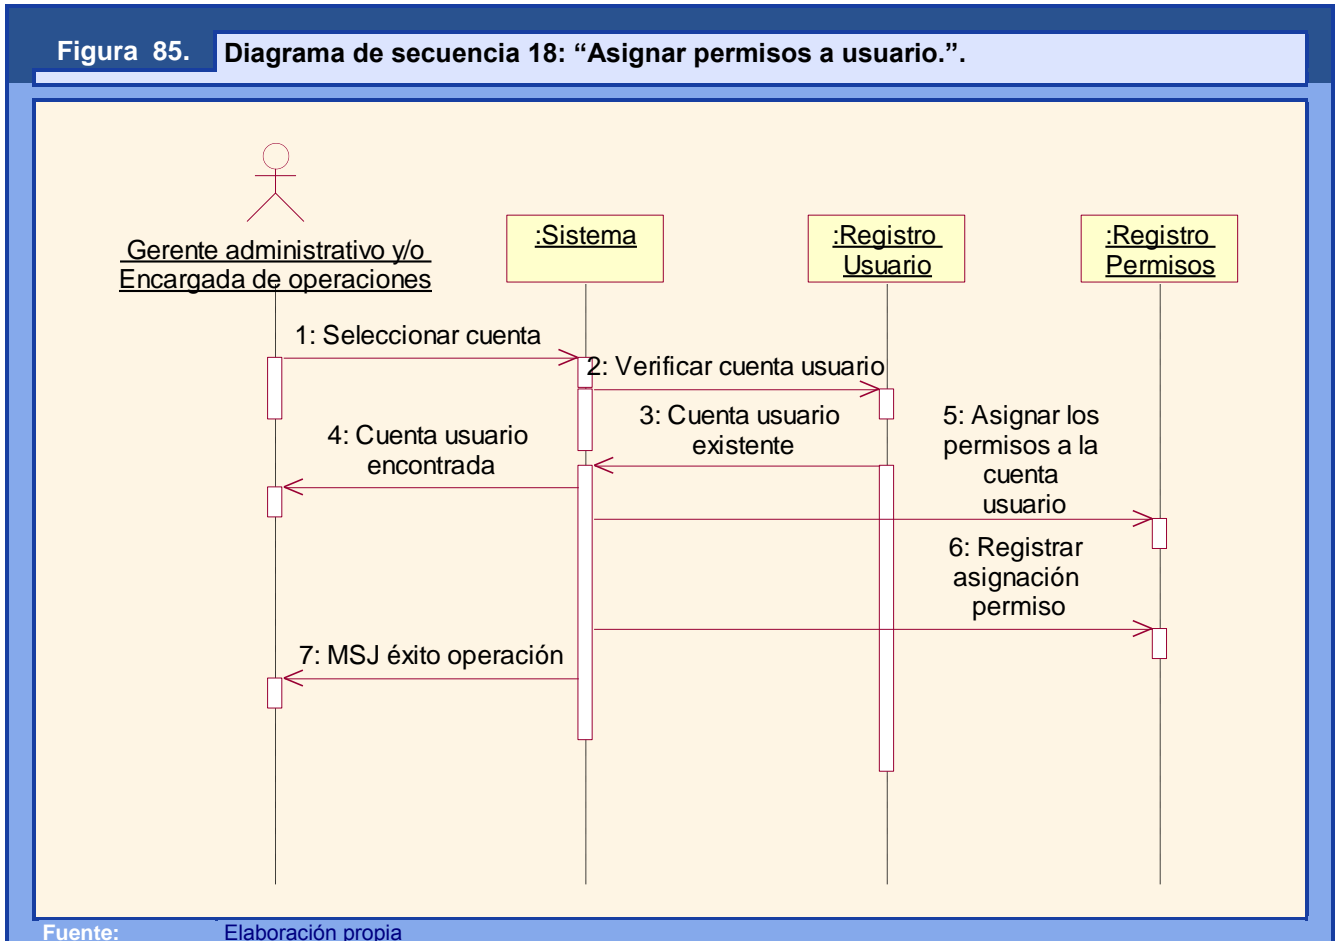 Figura 85.
Diagrama de secuencia 18: “Asignar permisos a usuario.”.
Gerente administrativo y/o
Encargada de operaciones
:Sistema
:Registro
Usuario
:Registro
Permisos
1: Seleccionar cuenta
2: Verificar cuenta usuario
3: Cuenta usuario
existente
4: Cuenta usuario
encontrada
5: Asignar los
permisos a la
cuenta
usuario
6: Registrar
asignación
permiso
7: MSJ éxito operación
Fuente:
Elaboración propia